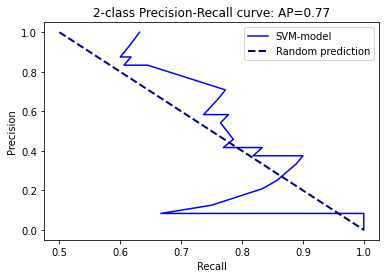 2-class Precision-Recall curve: AP=0.77
SVM-model
Random prediction
1.0
0.8
0.6
0.4
0.2
0.0
Precision
0.5 0.6 0.7 0.8 0.9 1.0
Recall